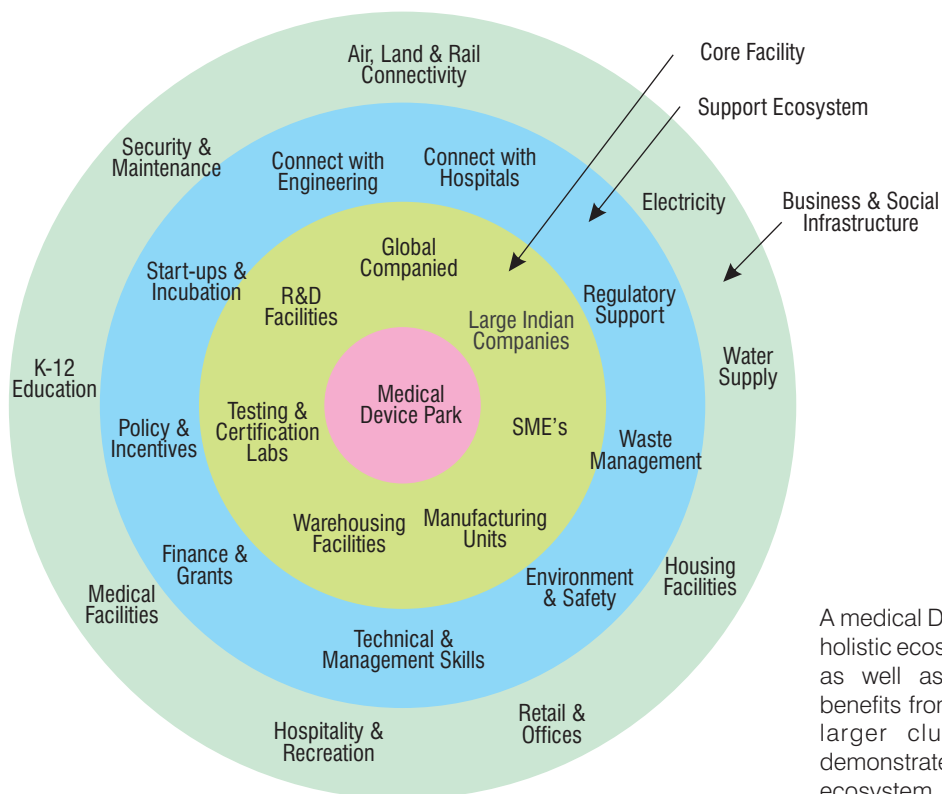 Air, Land & Rail
Connectivity
Core Facility
Support Ecosystem
Security &
Maintenance
Connect with
Engineering
Connect with
Hospitals
Electricity
Business & Social
Infrastructure
Global
Companied
Start-ups &
Incubation
R&D
Facilities
Regulatory
Support
Large Indian
Companies
K-12
Education
Water
Supply
Medical
Device Park
Testing &
Certification
Labs
SME's
Policy &
Incentives
Waste
Management
Warehousing
Facilities
Manufacturing
Units
Finance &
Grants
Environment
& Safety
Housing
Facilities
Medical
Facilities
Technical &
Management Skills
Hospitality &
Recreation
Retail &
Offices
A medical D
holistic ecos
as well as
benefits from
larger clu
demonstrate
ecosystem